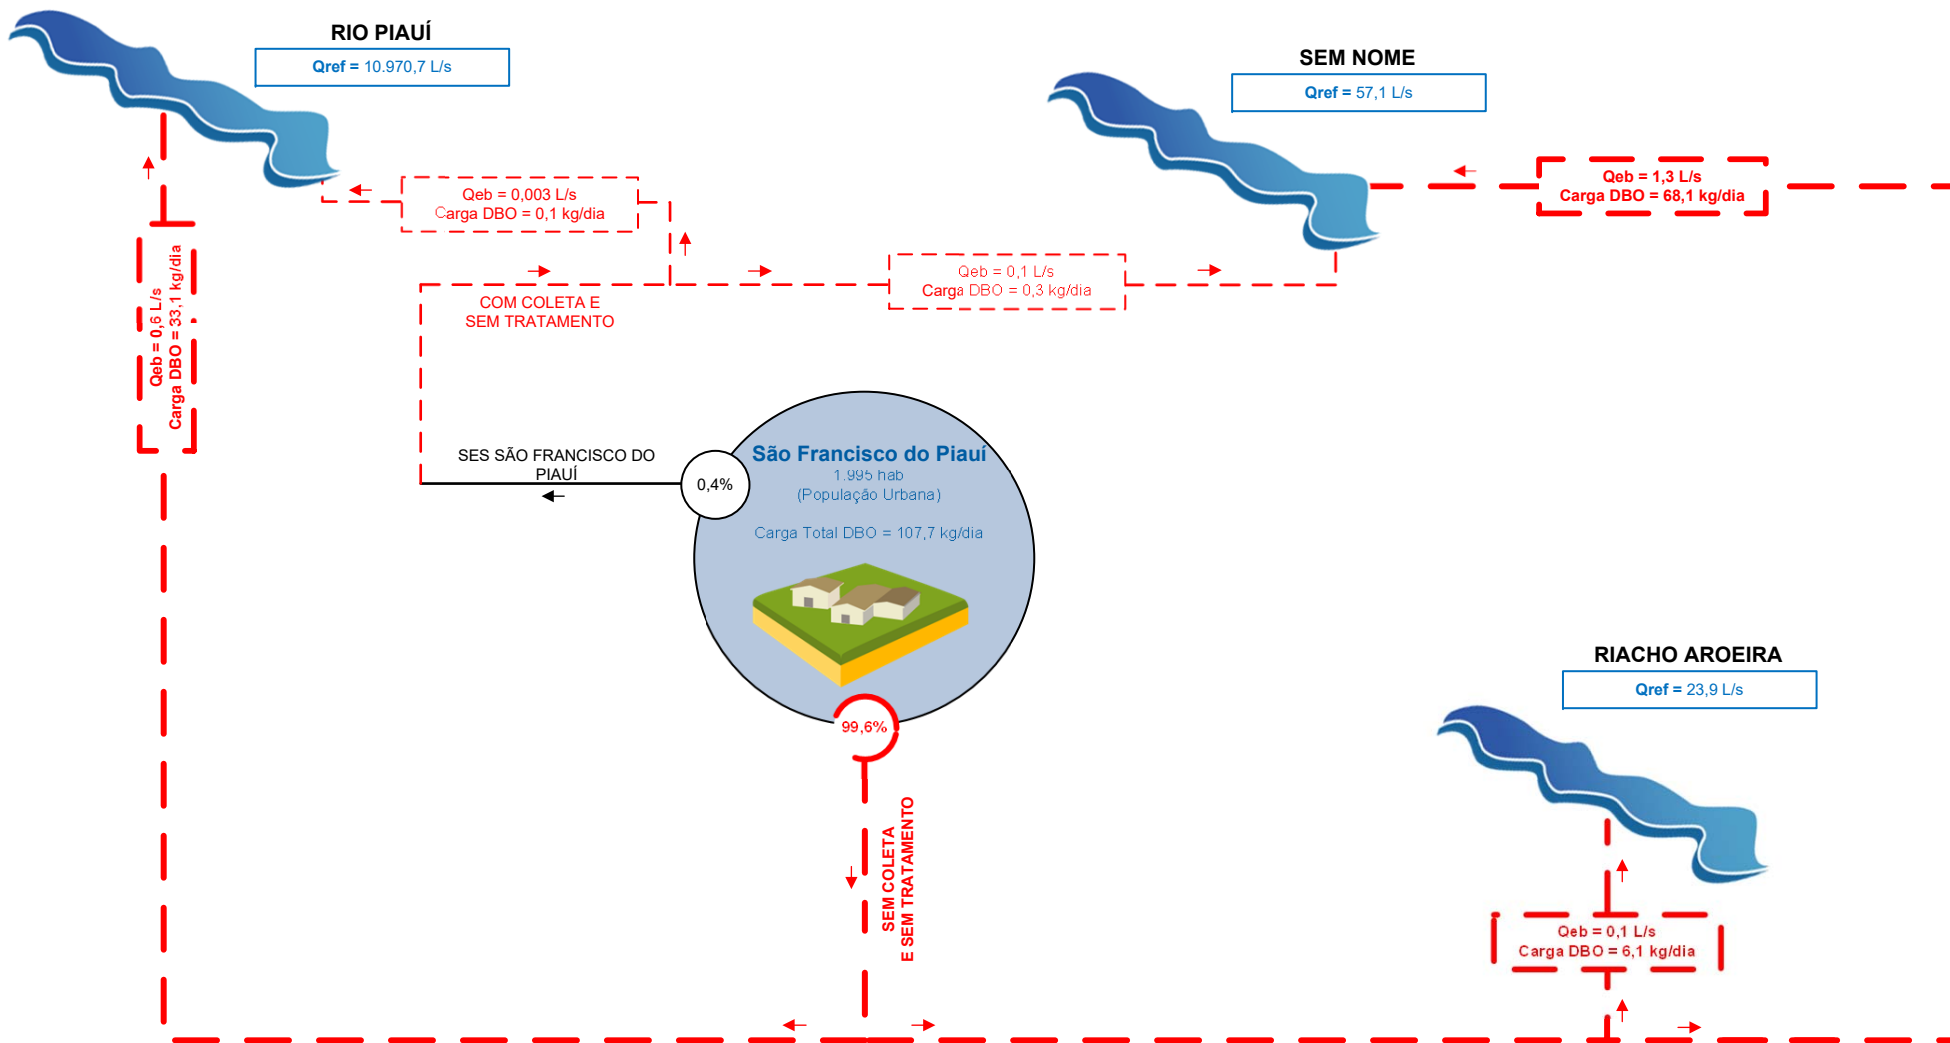 RIO PIAUÍ
Qref = 10.970,7 L/s
SEM NOME
Qref = 57,1 L/s
Qeb = 1,3 L/s
Carga DBO = 68,1 kg/dia
Qeb = 0,003 L/s
Carga DBO = 0,1 kg/dia
Qeb = 0,1 L/s
Carga DBO = 0,3 kg/dia
COM COLETA E
SEM TRATAMENTO
Qeb = 0,6 L/s
Carga DBO = 33,1 kg/dia
SES SÃO FRANCISCO DO
PIAUÍ
0,4%
São Francisco do Piauí
1.995 hab
(População Urbana)
Carga Total DBO = 107,7 kg/dia
99,6%
SEM COLETA
E SEM TRATAMENTO
RIACHO AROEIRA
Qref = 23,9 L/s
Qeb = 0,1 L/s
Carga DBO = 6,1 kg/dia